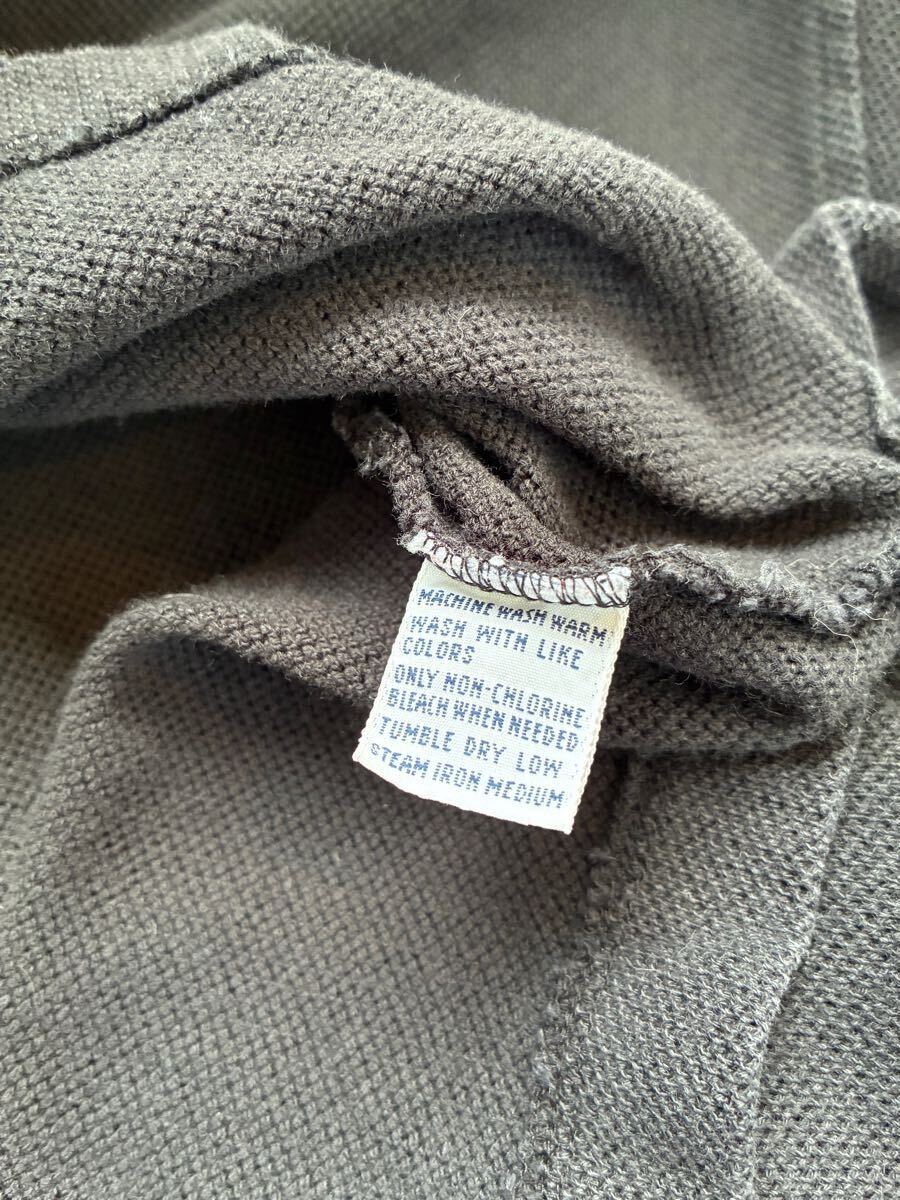 MACHINE WASH WARM
WASH WITH LIKE
COLORS
ONLY NON-CHLORINE
BLEACH WHEN NEEDED
TUMBLE DRY LOW
STEAM IRON MEDIUM